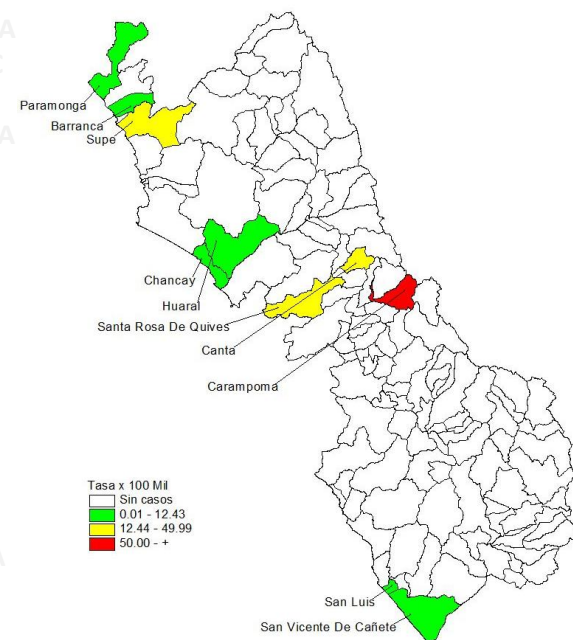 Paramonga
Barranca
Supe
Chancay
Huaral
Santa Rosa De Quives
Canta
Carampoma
Tasa x 100 Mil
Sin casos
0.01 - 12.43
12.44 - 49.99
50.00 - +
San Luis
San Vicente De Cañete